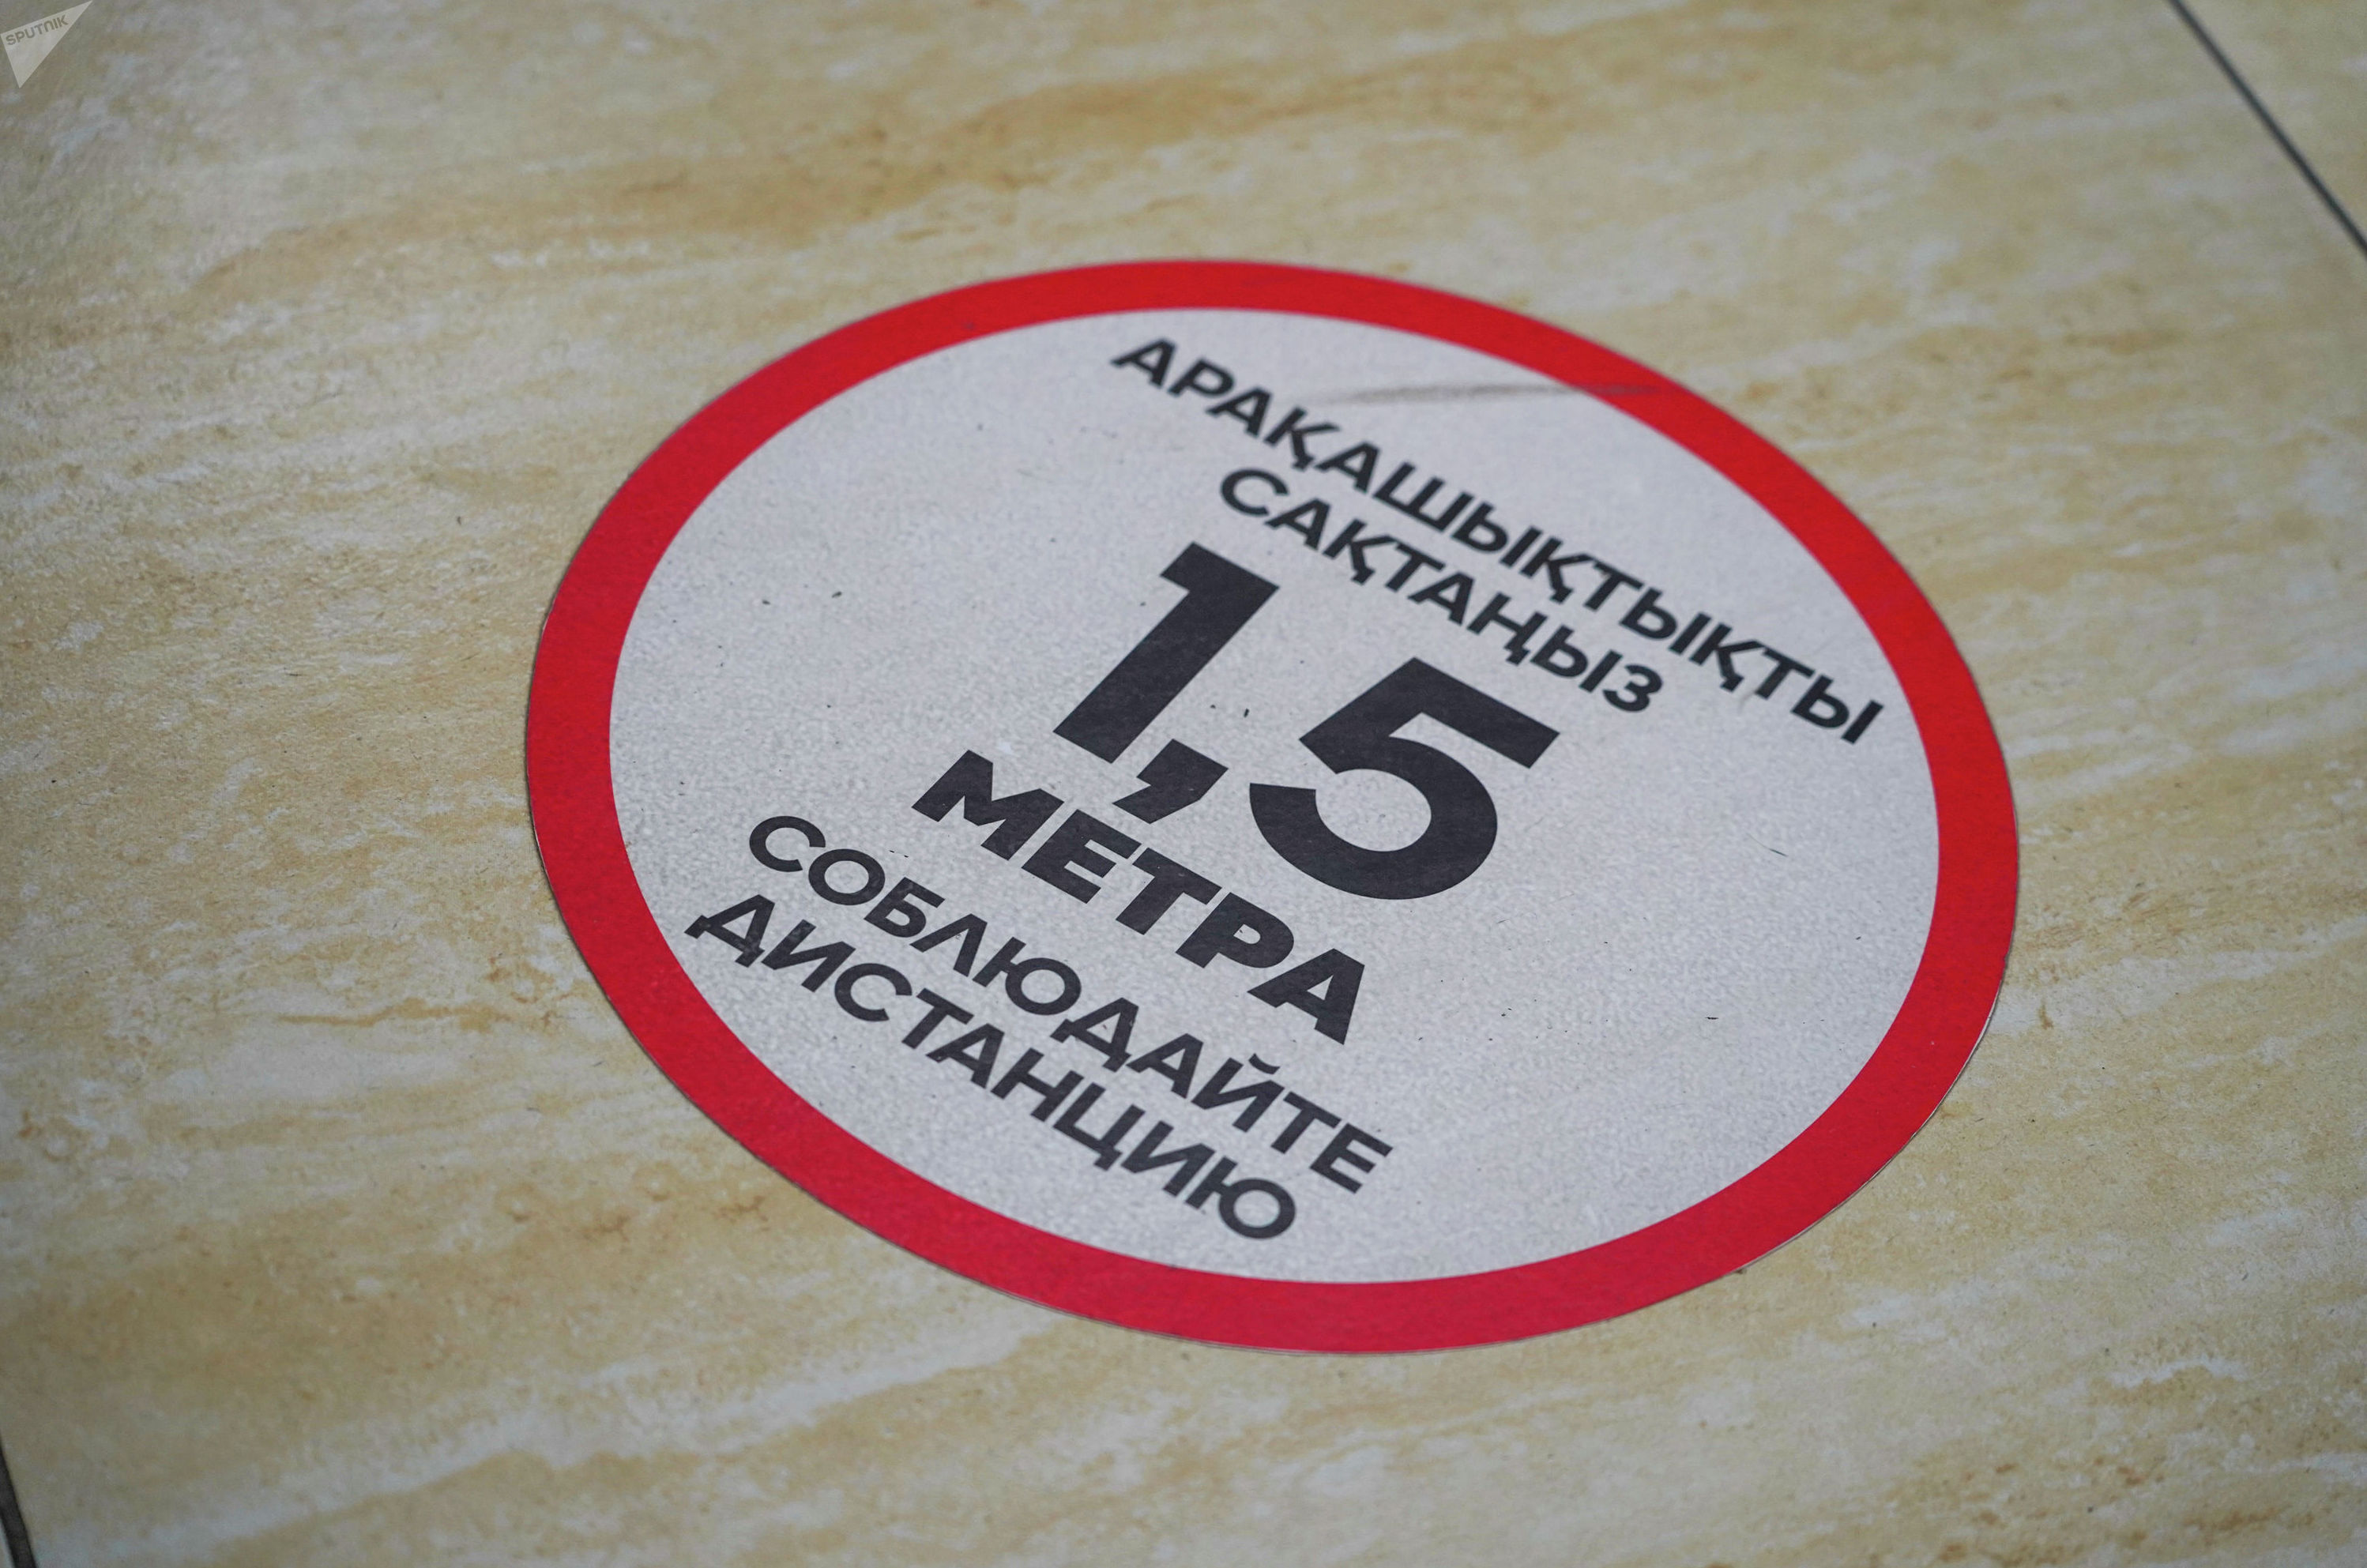 SPUTNIK
АРАҚАШЫҚТЫҚТЫ
САҚТАҢЫЗ
1,5
МЕТРА
СОБЛЮДАЙТЕ
ДИСТАНЦИЮ